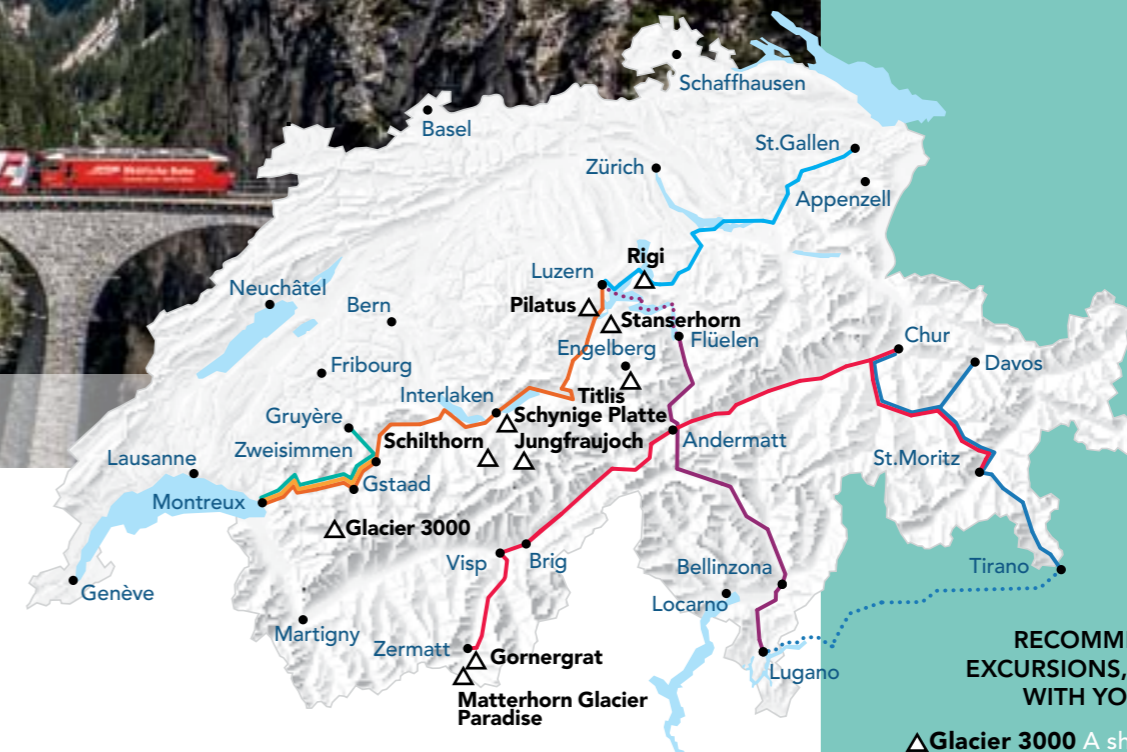 Schaffhausen
Basel
St.Gallen
Zürich
Appenzell
Rigi
Luzern
Neuchâtel
Pilatus
Bern
Stanserhorn
Flüelen
Engelberg
Chur
Davos
Fribourg
Interlaken
Titlis
Gruyère
Schynige Platte
Zweisimmen
Schilthorn
Jungfraujoch
Andermatt
Lausanne
St.Moritz
Gstaad
Montreux
Glacier 3000
Visp
Brig
Bellinzona
Tirano
Genève
Locarno
Martigny
Zermatt
Gornergrat
Lugano
Matterhorn Glacier
Paradise
RECOMM
EXCURSIONS,
WITH YO
Glacier 3000 A sh